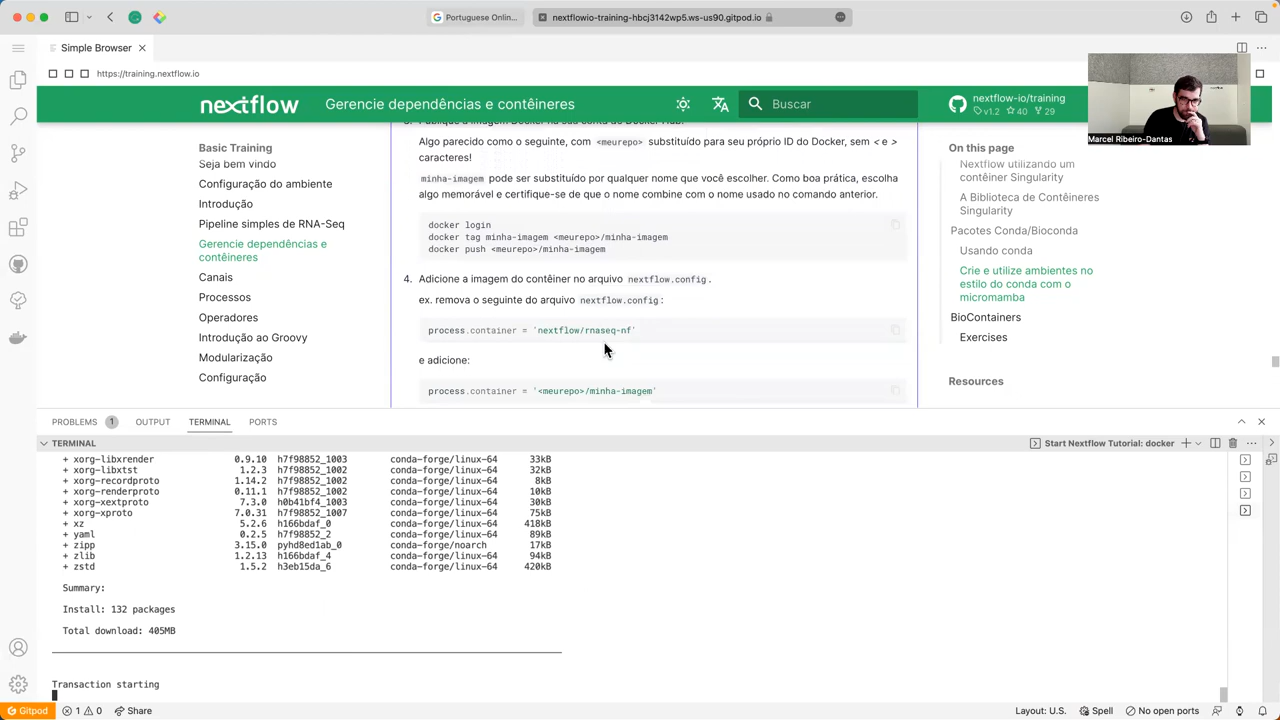 Portuguese Onlin...
nextflowio-training-hbcj3142wp5.ws-us90.gitpod.io
Simple Browser
https://training.nextflow.io
nextflow
Gerencie dependências e contêineres
Buscar
nextflow-io/training
v1.2 40 29
Marcel Ribeiro-Dantas
Basic Training
Seja bem vindo
Configuração do ambiente
Introdução
Pipeline simples de RNA-Seq
Gerencie dependências e
contêineres
Canais
Processos
Operadores
Introdução ao Groovy
Modularização
Configuração
3. Publique a imagem Docker na sua conta do Docker Hub.
Algo parecido como o seguinte, com <meurepo> substituído para seu próprio ID do Docker, sem < e >
caracteres!
minha-imagem pode ser substituído por qualquer nome que você escolher. Como boa prática, escolha
algo memorável e certifique-se de que o nome combine com o nome usado no comando anterior.
docker login
docker tag minha-imagem <meurepo>/minha-imagem
docker push <meurepo>/minha-imagem
4. Adicione a imagem do contêiner no arquivo nextflow.config.
ex. remova o seguinte do arquivo nextflow.config:
process.container = 'nextflow/rnaseq-nf'
e adicione:
process.container = '<meurepo>/minha-imagem'
On this page
Nextflow utilizando um
contêiner Singularity
A Biblioteca de Contêineres
Singularity
Pacotes Conda/Bioconda
Usando conda
Crie e utilize ambientes no
estilo do conda com o
micromamba
BioContainers
Exercises
Resources
PROBLEMS 1 OUTPUT TERMINAL PORTS
TERMINAL
Start Nextflow Tutorial: docker
+ xorg-libxrender 0.9.10 h7f98852_1003 conda-forge/linux-64 33kB
+ xorg-libxtst 1.2.3 h7f98852_1002 conda-forge/linux-64 32kB
+ xorg-recordproto 1.14.2 h7f98852_1002 conda-forge/linux-64 8kB
+ xorg-renderproto 0.11.1 h7f98852_1002 conda-forge/linux-64 10kB
+ xorg-xextproto 7.3.0 h0b41bf4_1003 conda-forge/linux-64 30kB
+ xorg-xproto 7.0.31 h7f98852_1007 conda-forge/linux-64 75kB
+ xz 5.2.6 h166bdaf_0 conda-forge/linux-64 418kB
+ yaml 0.2.5 h7f98852_2 conda-forge/linux-64 89kB
+ zipp 3.15.0 pyhd8ed1ab_0 conda-forge/noarch 17kB
+ zlib 1.2.13 h166bdaf_4 conda-forge/linux-64 94kB
+ zstd 1.5.2 h3eb15da_6 conda-forge/linux-64 420kB
Summary:
Install: 132 packages
Total download: 405MB
Transaction starting
Gitpod 1 0 Share
Layout: U.S. Spell No open ports